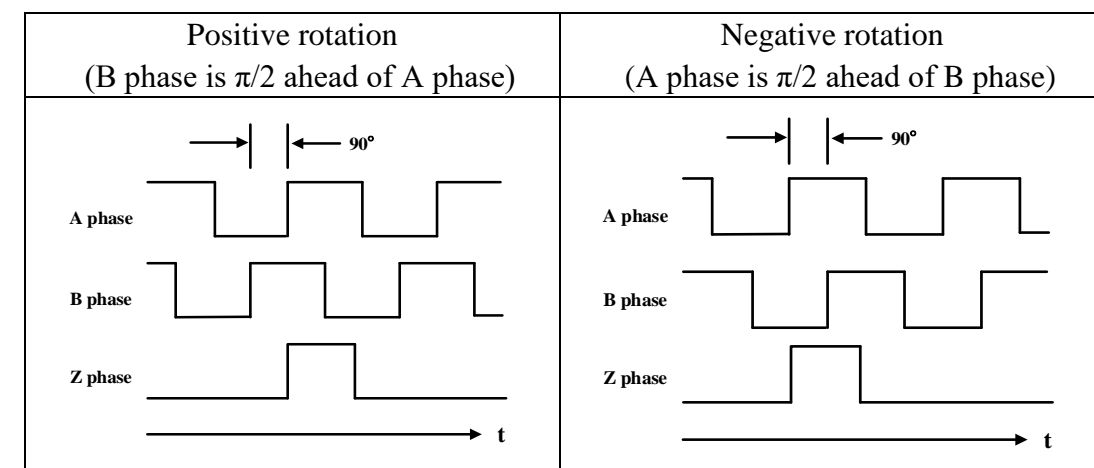 Positive rotation
(B phase is π/2 ahead of A phase)
Negative rotation
(A phase is π/2 ahead of B phase)
90°
A phase
B phase
Z phase
t
90°
A phase
B phase
Z phase
t